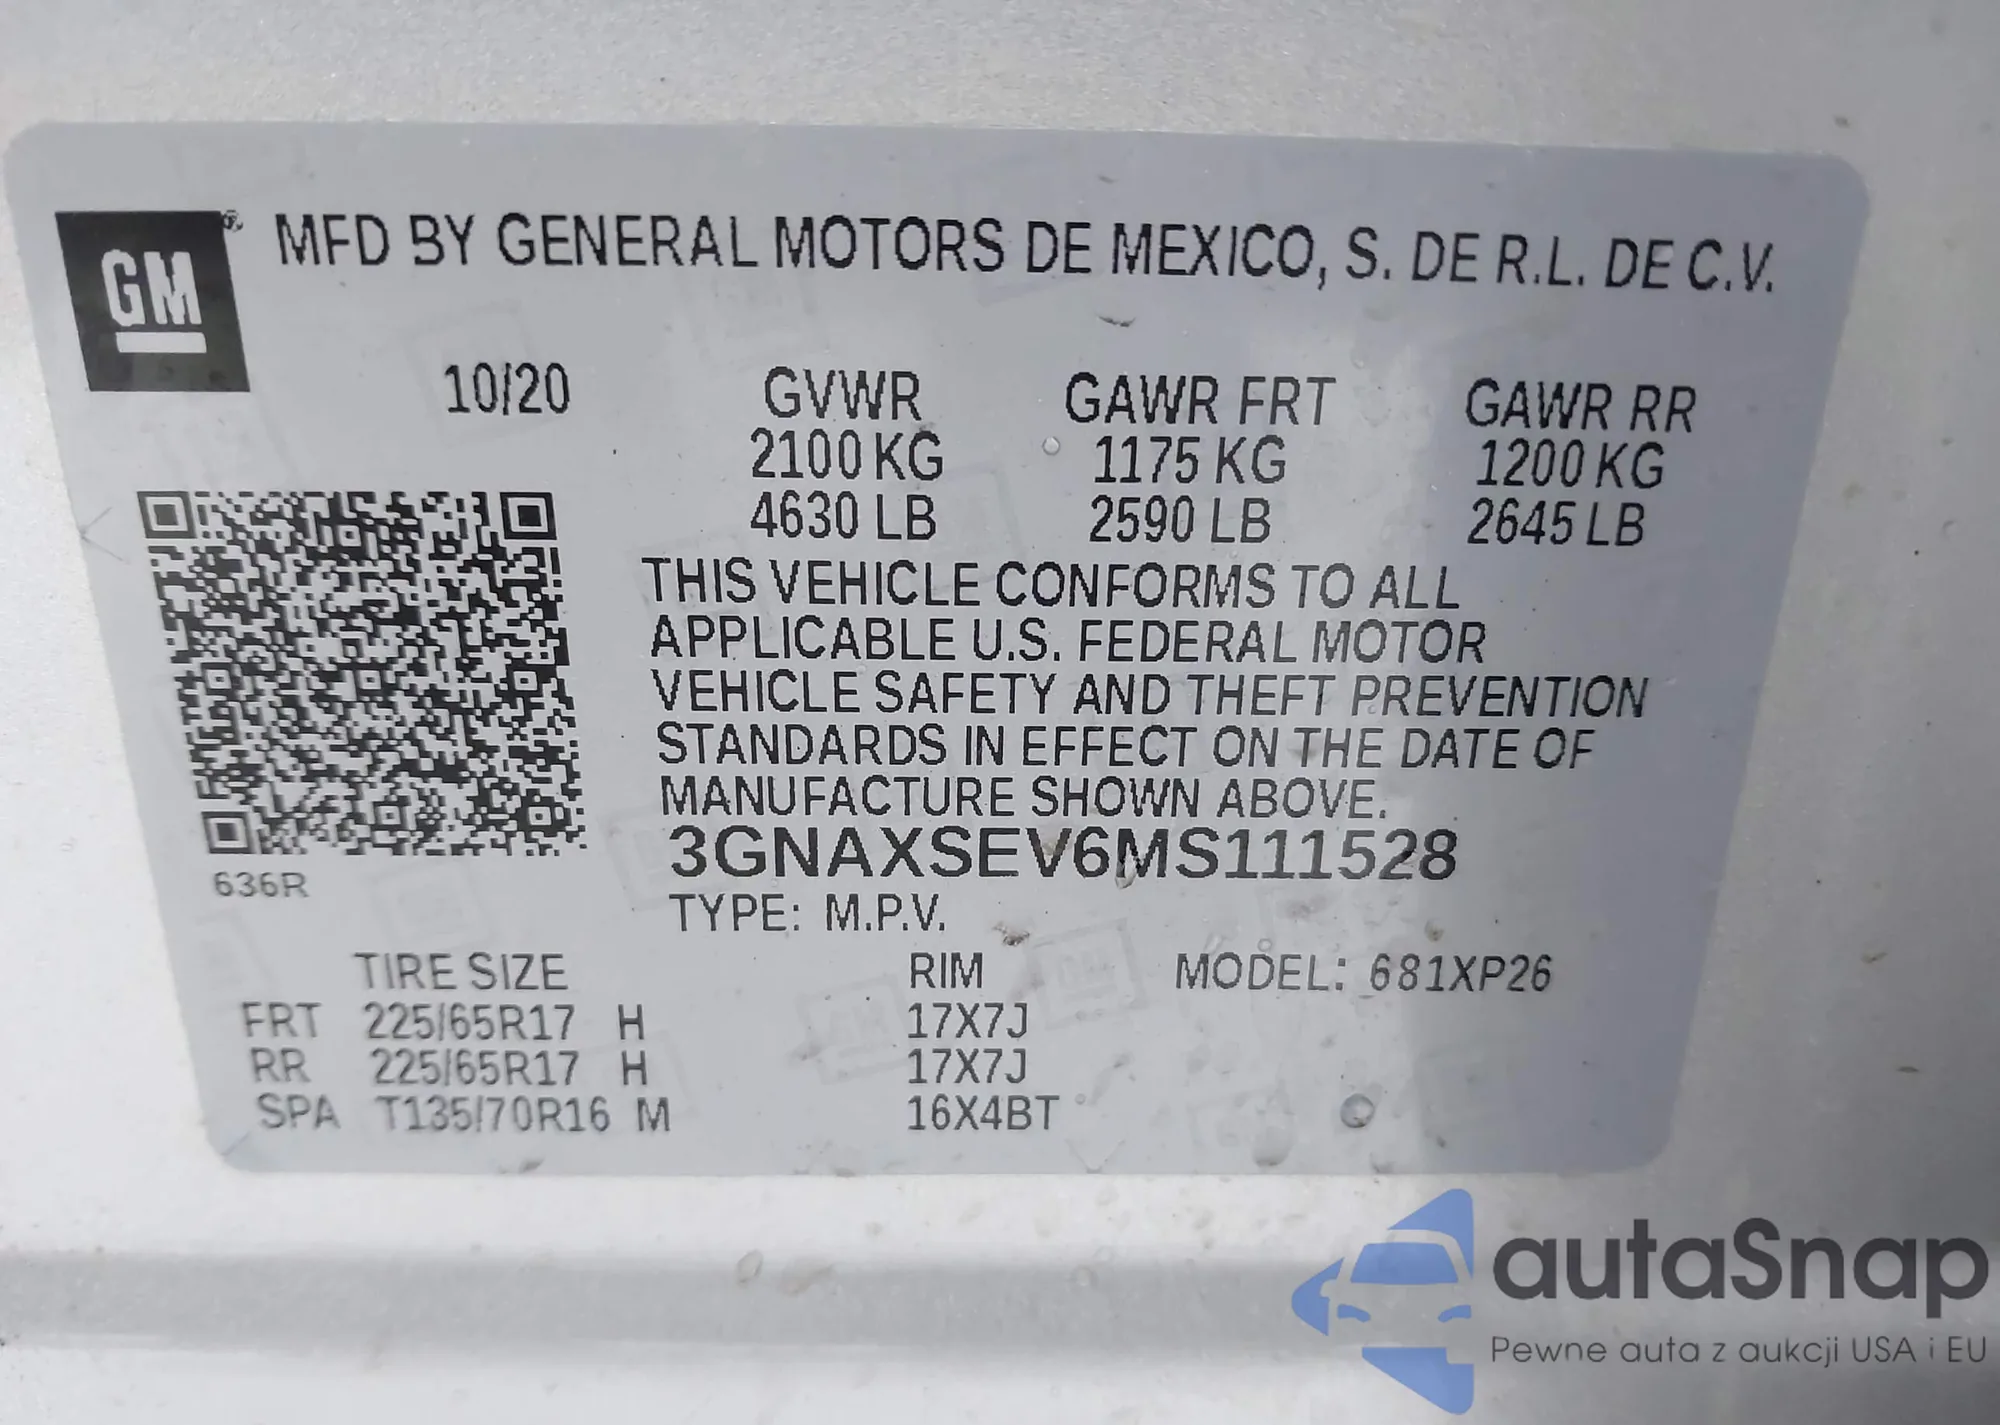 GM® MFD BY GENERAL MOTORS DE MEXICO, S. DE R.L. DE C.V.
10/20 GVWR GAWR FRT GAWR RR
2100 KG 1175 KG 1200 KG
4630 LB 2590 LB 2645 LB
THIS VEHICLE CONFORMS TO ALL
APPLICABLE U.S. FEDERAL MOTOR
VEHICLE SAFETY AND THEFT PREVENTION
STANDARDS IN EFFECT ON THE DATE OF
MANUFACTURE SHOWN ABOVE.
3GNAXSEV6MS111528
636R
TYPE: M.P.V.
TIRE SIZE RIM MODEL: 681XP26
FRT 225/65R17 H 17X7J
RR 225/65R17 H 17X7J
SPA T135/70R16 M 16X4BT
autaSnap
Pewne auta z aukcji USA i EU